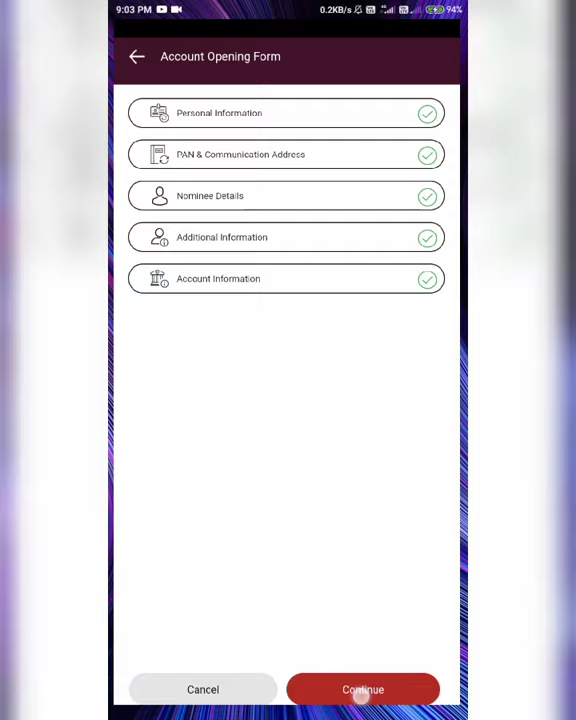 9:03 PM 0.2KB/s 94%
Account Opening Form
Personal Information
PAN & Communication Address
Nominee Details
Additional Information
Account Information
Cancel Continue